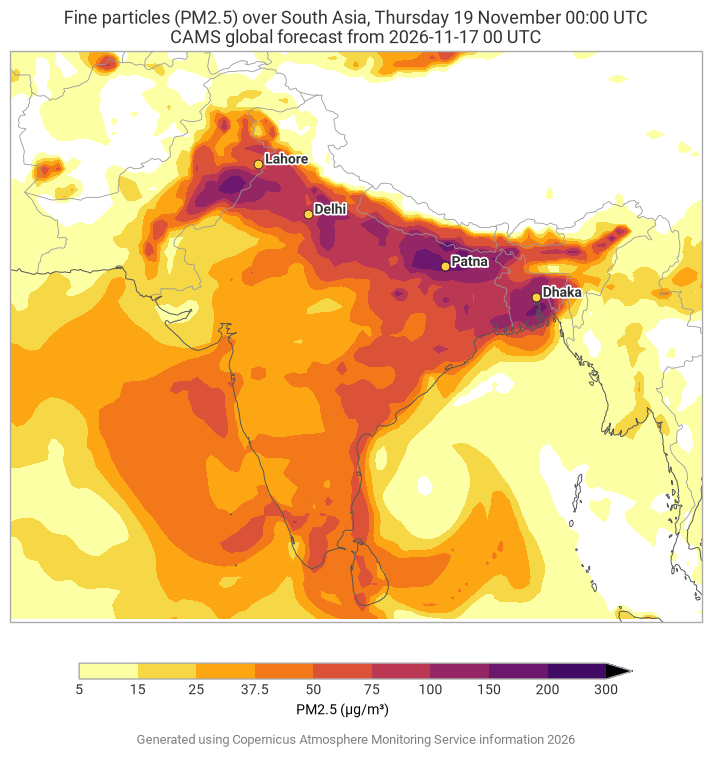 Fine particles (PM2.5) over South Asia, Thursday 19 November 00:00 UTC
CAMS global forecast from 2026-11-17 00 UTC
Lahore
Delhi
Patna
Dhaka
5 15 25 37.5 50 75 100 150 200 300
PM2.5 (µg/m³)
Generated using Copernicus Atmosphere Monitoring Service information 2026